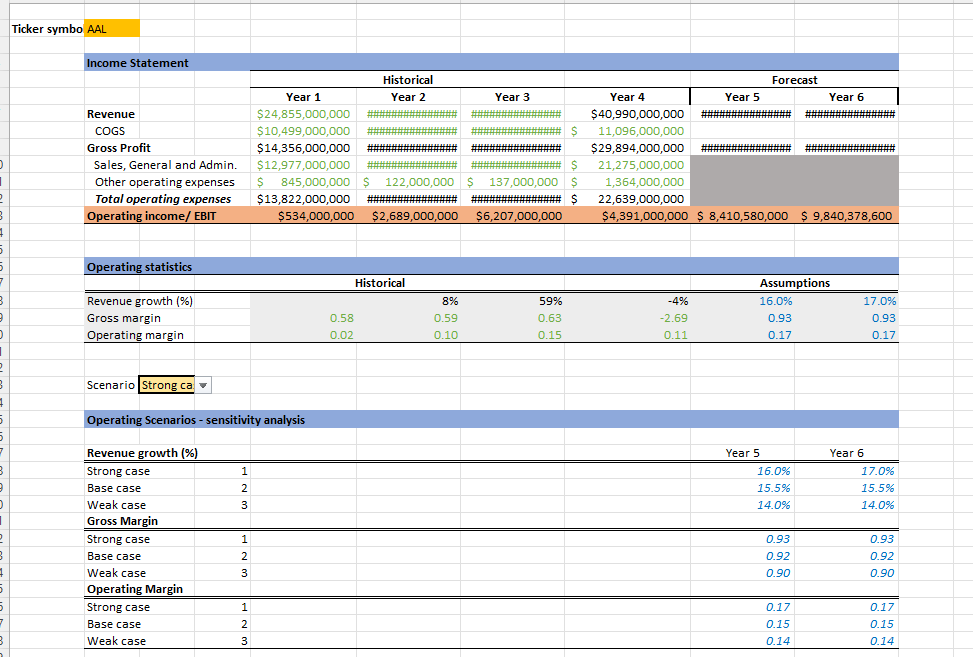 Ticker symbo AAL
Income Statement
Historical Forecast
Year 1 Year 2 Year 3 Year 4 Year 5 Year 6
Revenue $24,855,000,000 ################ ################ $40,990,000,000 ################ ################
COGS $10,499,000,000 ################ ################ $ 11,096,000,000
Gross Profit $14,356,000,000 ################ ################ $29,894,000,000 ################ ################
Sales, General and Admin. $12,977,000,000 ################ ################ $ 21,275,000,000
Other operating expenses $ 845,000,000 $ 122,000,000 $ 137,000,000 $ 1,364,000,000
Total operating expenses $13,822,000,000 ################ ################ $ 22,639,000,000
Operating income/ EBIT $534,000,000 $2,689,000,000 $6,207,000,000 $4,391,000,000 $ 8,410,580,000 $ 9,840,378,600
Operating statistics
Historical Assumptions
Revenue growth (%) 8% 59% -4% 16.0% 17.0%
Gross margin 0.58 0.59 0.63 -2.69 0.93 0.93
Operating margin 0.02 0.10 0.15 0.11 0.17 0.17
Scenario Strong ca
Operating Scenarios - sensitivity analysis
Revenue growth (%) Year 5 Year 6
Strong case 1 16.0% 17.0%
Base case 2 15.5% 15.5%
Weak case 3 14.0% 14.0%
Gross Margin
Strong case 1 0.93 0.93
Base case 2 0.92 0.92
Weak case 3 0.90 0.90
Operating Margin
Strong case 1 0.17 0.17
Base case 2 0.15 0.15
Weak case 3 0.14 0.14